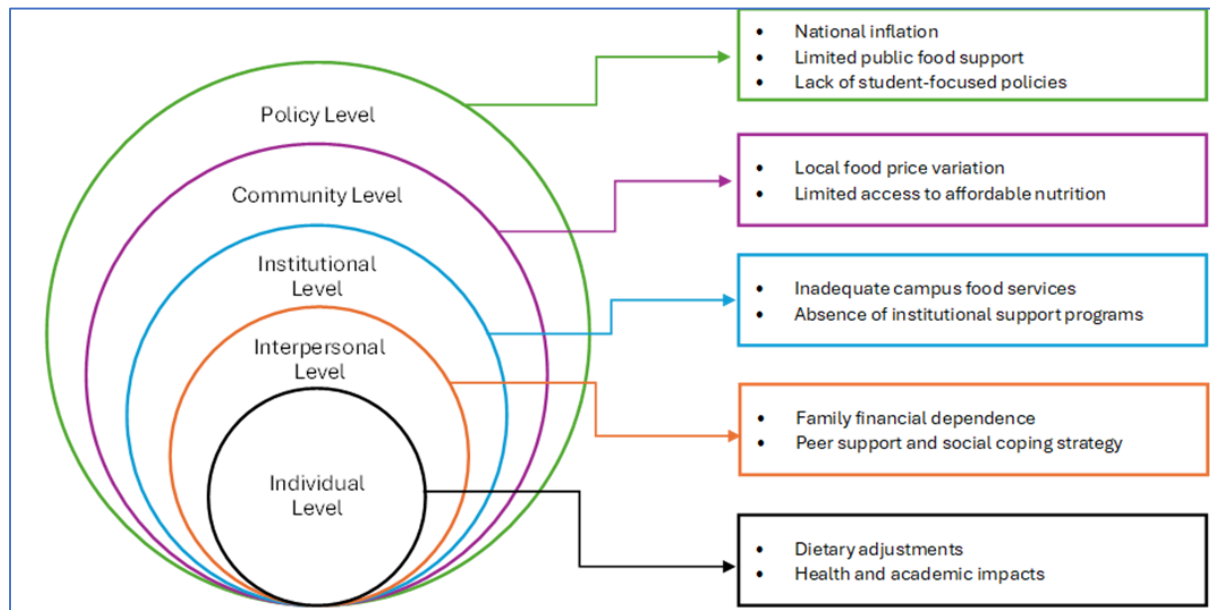 Policy Level
Community Level
Institutional
Level
Interpersonal
Level
Individual
Level
• National inflation
• Limited public food support
• Lack of student-focused policies
• Local food price variation
• Limited access to affordable nutrition
• Inadequate campus food services
• Absence of institutional support programs
• Family financial dependence
• Peer support and social coping strategy
• Dietary adjustments
• Health and academic impacts